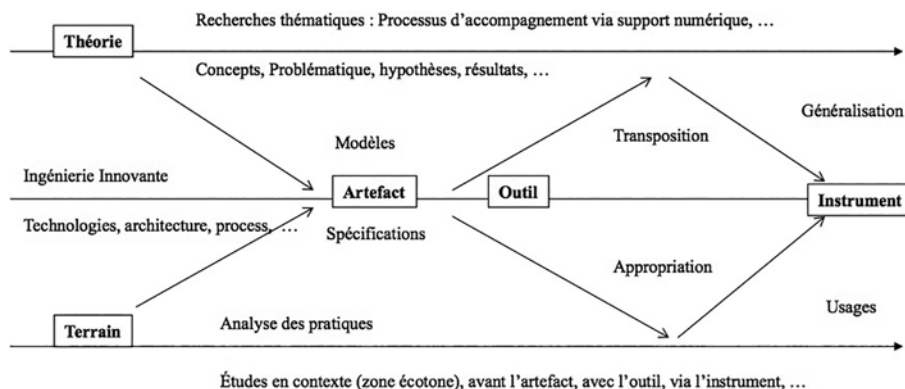 Recherches thématiques : Processus d’accompagnement via support numérique, …
Théorie
Concepts, Problématique, hypothèses, résultats, …
Généralisation
Modèles
Transposition
Ingénierie Innovante
Artefact
Outil
Instrument
Technologies, architecture, process, …
Spécifications
Appropriation
Usages
Terrain
Analyse des pratiques
Études en contexte (zone écotone), avant l’artefact, avec l’outil, via l’instrument, …